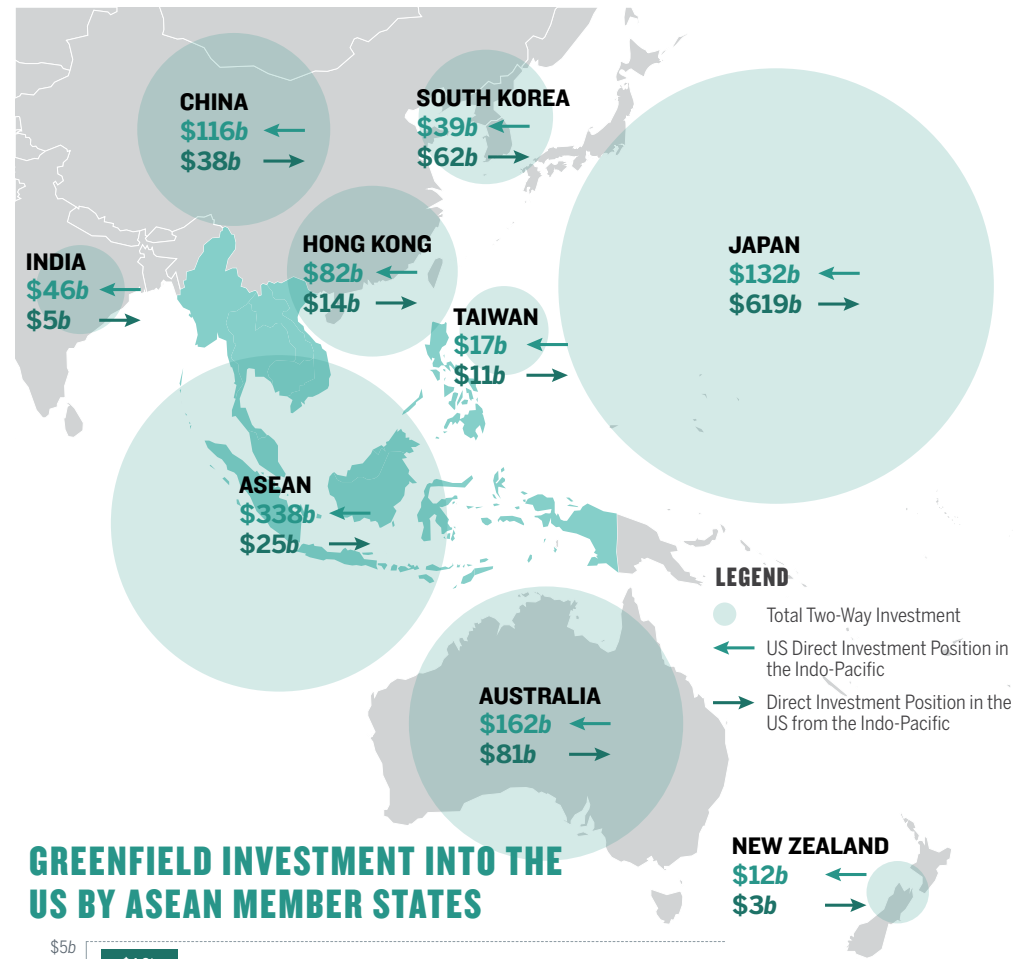 CHINA
$116b
$38b
SOUTH KOREA
$39b
$62b
HONG KONG
$82b
$14b
INDIA
$46b
$5b
JAPAN
$132b
$619b
TAIWAN
$17b
$11b
ASEAN
$338b
$25b
LEGEND
Total Two-Way Investment
US Direct Investment Position in
the Indo-Pacific
Direct Investment Position in the
US from the Indo-Pacific
AUSTRALIA
$162b
$81b
NEW ZEALAND
$12b
$3b
GREENFIELD INVESTMENT INTO THE
US BY ASEAN MEMBER STATES
$5b